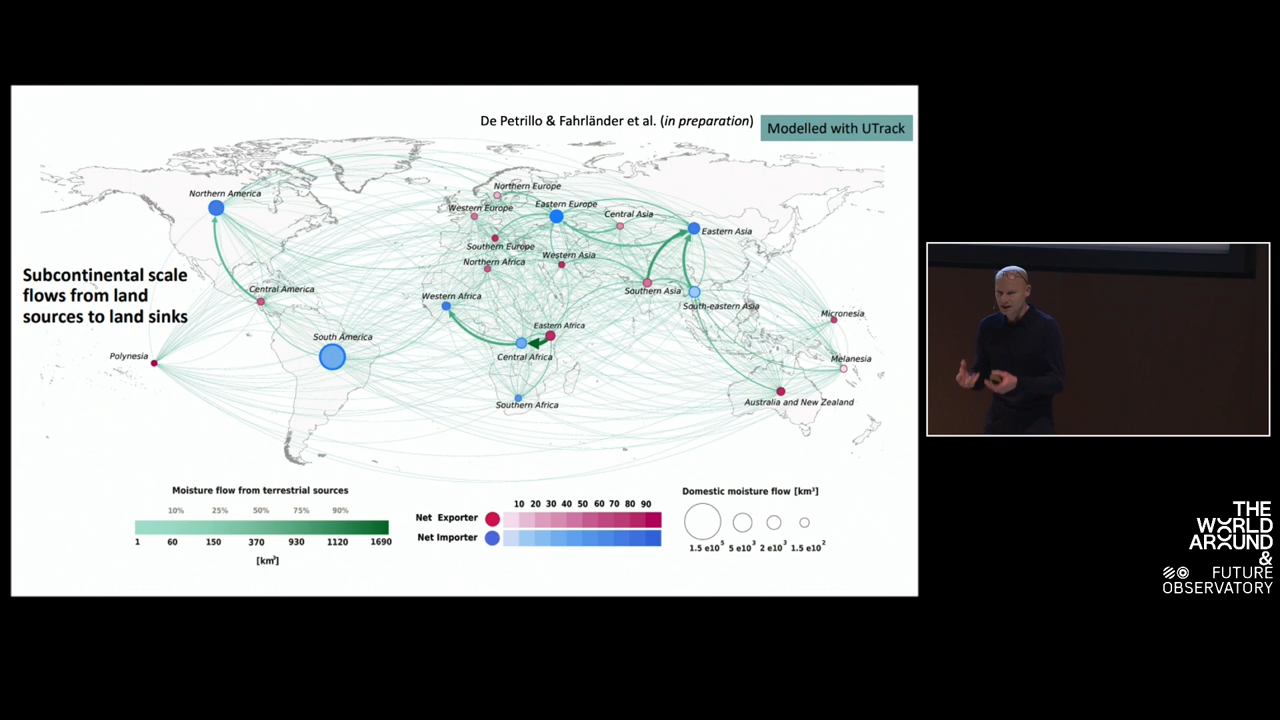 De Petrillo & Fahrländer et al. (in preparation)
Modelled with UTrack
Northern America
Northern Europe
Western Europe
Eastern Europe
Central Asia
Eastern Asia
Southern Europe
Western Asia
Northern Africa
Subcontinental scale
flows from land
sources to land sinks
Central America
Western Africa
Southern Asia
South-eastern Asia
Micronesia
South America
Eastern Africa
Polynesia
Central Africa
Melanesia
Southern Africa
Australia and New Zealand
Moisture flow from terrestrial sources
10% 25% 50% 75% 90%
1 60 150 370 930 1120 1690
[km³]
10 20 30 40 50 60 70 80 90
Net Exporter
Net Importer
Domestic moisture flow [km³]
1.5 e10⁵ 5 e10³ 2 e10³ 1.5 e10²
THE
WORLD
AROUND
&
FUTURE
OBSERVATORY